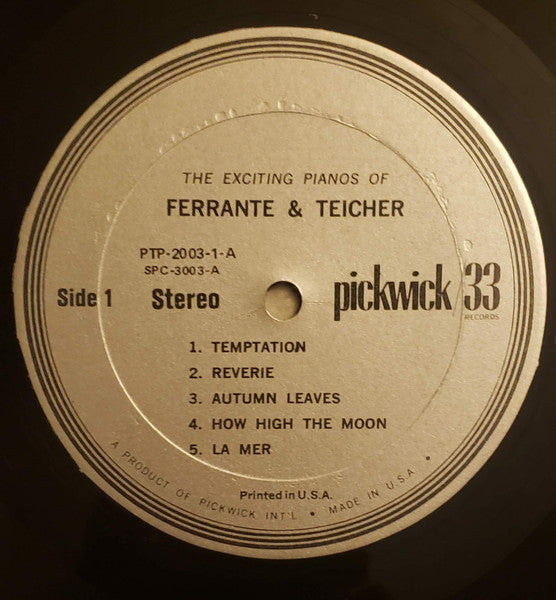 THE EXCITING PIANOS OF
FERRANTE & TEICHER
PTP-2003-1-A
SPC-3003-A
Side 1 Stereo pickwick/33
RECORDS
1. TEMPTATION
2. REVERIE
3. AUTUMN LEAVES
4. HOW HIGH THE MOON
5. LA MER
Printed in U.S.A.
A PRODUCT OF PICKWICK INT'L • MADE IN U.S.A. •